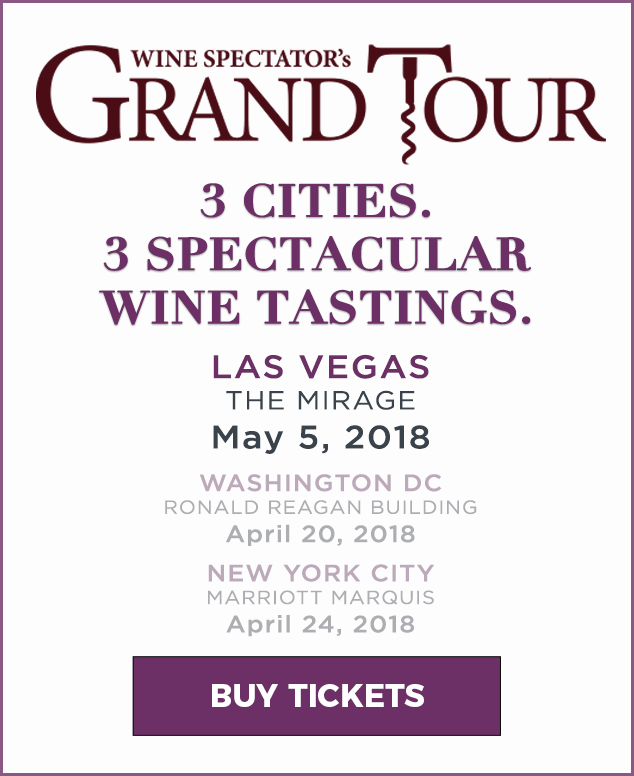 WINE SPECTATOR's
GRAND TOUR
3 CITIES.
3 SPECTACULAR
WINE TASTINGS.
LAS VEGAS
THE MIRAGE
May 5, 2018
WASHINGTON DC
RONALD REAGAN BUILDING
April 20, 2018
NEW YORK CITY
MARRIOTT MARQUIS
April 24, 2018
BUY TICKETS